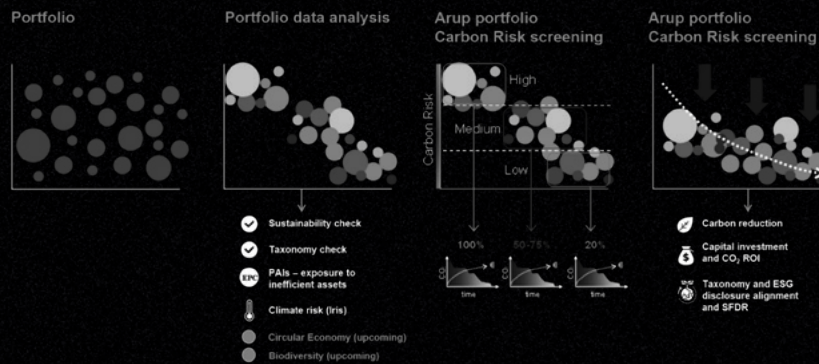 Portfolio
Portfolio data analysis
Arup portfolio
Carbon Risk screening
Arup portfolio
Carbon Risk screening
Carbon Risk
High
Medium
Low
Sustainability check
Taxonomy check
EPC
PAIs – exposure to
inefficient assets
Climate risk (Iris)
Circular Economy (upcoming)
Biodiversity (upcoming)
100%
50-75%
20%
€
€
€
time
time
time
Carbon reduction
$
Capital investment
and CO₂ ROI
Taxonomy and ESG
disclosure alignment
and SFDR